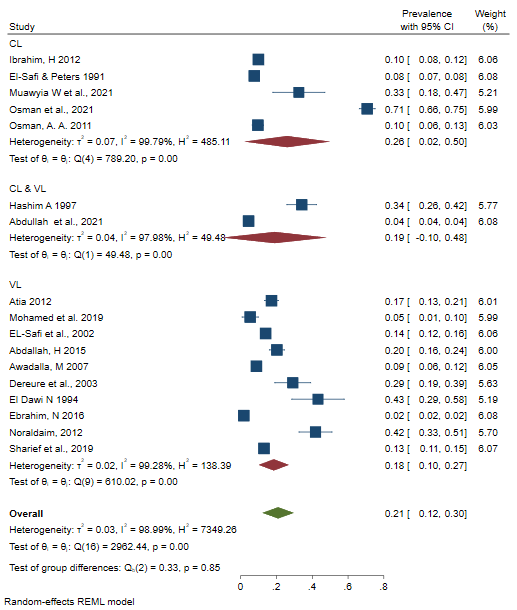 Prevalence Weight
Study with 95% CI (%)
CL
Ibrahim, H 2012 0.10 [ 0.08, 0.12] 6.06
El-Safi & Peters 1991 0.08 [ 0.07, 0.08] 6.08
Muawyia W et al., 2021 0.33 [ 0.18, 0.47] 5.21
Osman et al., 2021 0.71 [ 0.66, 0.75] 5.99
Osman, A. A. 2011 0.10 [ 0.06, 0.13] 6.03
Heterogeneity: τ² = 0.07, I² = 99.79%, H² = 485.11 0.26 [ 0.02, 0.50]
Test of θᵢ = θⱼ: Q(4) = 789.20, p = 0.00
CL & VL
Hashim A 1997 0.34 [ 0.26, 0.42] 5.77
Abdullah et al., 2021 0.04 [ 0.04, 0.04] 6.08
Heterogeneity: τ² = 0.04, I² = 97.98%, H² = 49.48 0.19 [ -0.10, 0.48]
Test of θᵢ = θⱼ: Q(1) = 49.48, p = 0.00
VL
Atia 2012 0.17 [ 0.13, 0.21] 6.01
Mohamed et al. 2019 0.05 [ 0.01, 0.10] 5.99
EL-Safi et al., 2002 0.14 [ 0.12, 0.16] 6.06
Abdallah, H 2015 0.20 [ 0.16, 0.24] 6.00
Awadalla, M 2007 0.09 [ 0.06, 0.12] 6.05
Dereure et al., 2003 0.29 [ 0.19, 0.39] 5.63
El Dawi N 1994 0.43 [ 0.29, 0.58] 5.19
Ebrahim, N 2016 0.02 [ 0.02, 0.02] 6.08
Noraldaim, 2012 0.42 [ 0.33, 0.51] 5.70
Sharief et al., 2019 0.13 [ 0.11, 0.15] 6.07
Heterogeneity: τ² = 0.02, I² = 99.28%, H² = 138.39 0.18 [ 0.10, 0.27]
Test of θᵢ = θⱼ: Q(9) = 610.02, p = 0.00
Overall 0.21 [ 0.12, 0.30]
Heterogeneity: τ² = 0.03, I² = 98.99%, H² = 7349.26
Test of θᵢ = θⱼ: Q(16) = 2962.44, p = 0.00
Test of group differences: Q_b(2) = 0.33, p = 0.85
0 .2 .4 .6 .8
Random-effects REML model